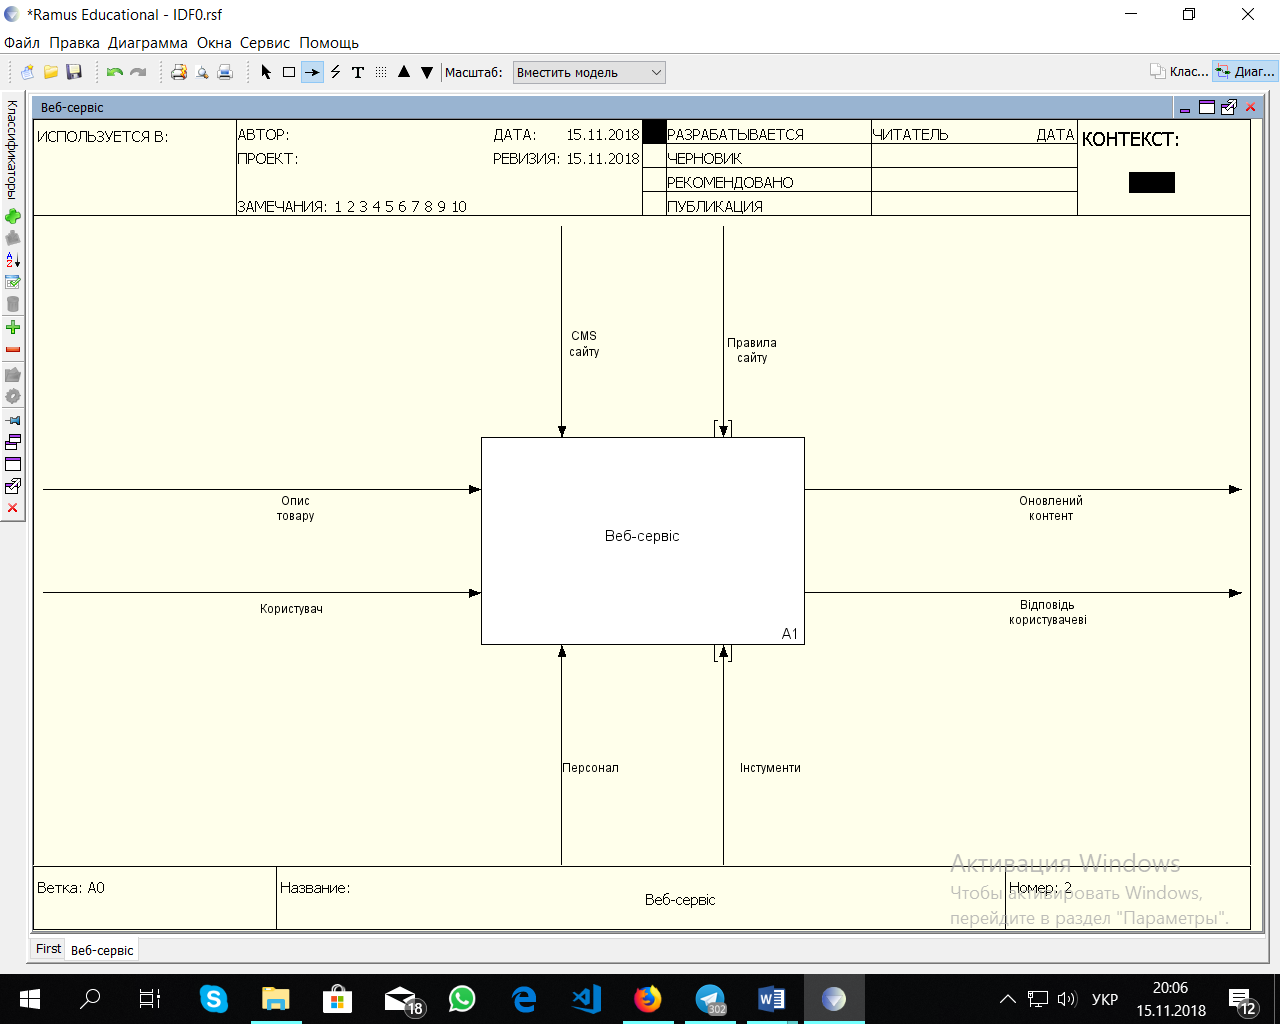 *Ramus Educational - IDF0.rsf
Файл Правка Диаграмма Окна Сервис Помощь
Масштаб: Вместить модель Клас... Диаг...
Классификаторы
Веб-сервіс
ИСПОЛЬЗУЕТСЯ В: АВТОР: ДАТА: 15.11.2018 РАЗРАБАТЫВАЕТСЯ ЧИТАТЕЛЬ ДАТА КОНТЕКСТ:
ПРОЕКТ: РЕВИЗИЯ: 15.11.2018 ЧЕРНОВИК
РЕКОМЕНДОВАНО
ЗАМЕЧАНИЯ: 1 2 3 4 5 6 7 8 9 10 ПУБЛИКАЦИЯ
CMS
сайту
Правила
сайту
Опис
товару
Оновлений
контент
Веб-сервіс
Користувач
Відповідь
користувачеві
A1
Персонал
Інстументи
Ветка: A0
Название:
Веб-сервіс
Номер: 2
Активация Windows
Чтобы активировать Windows,
перейдите в раздел "Параметры".
First Веб-сервіс
18
302
УКР
20:06
15.11.2018
12